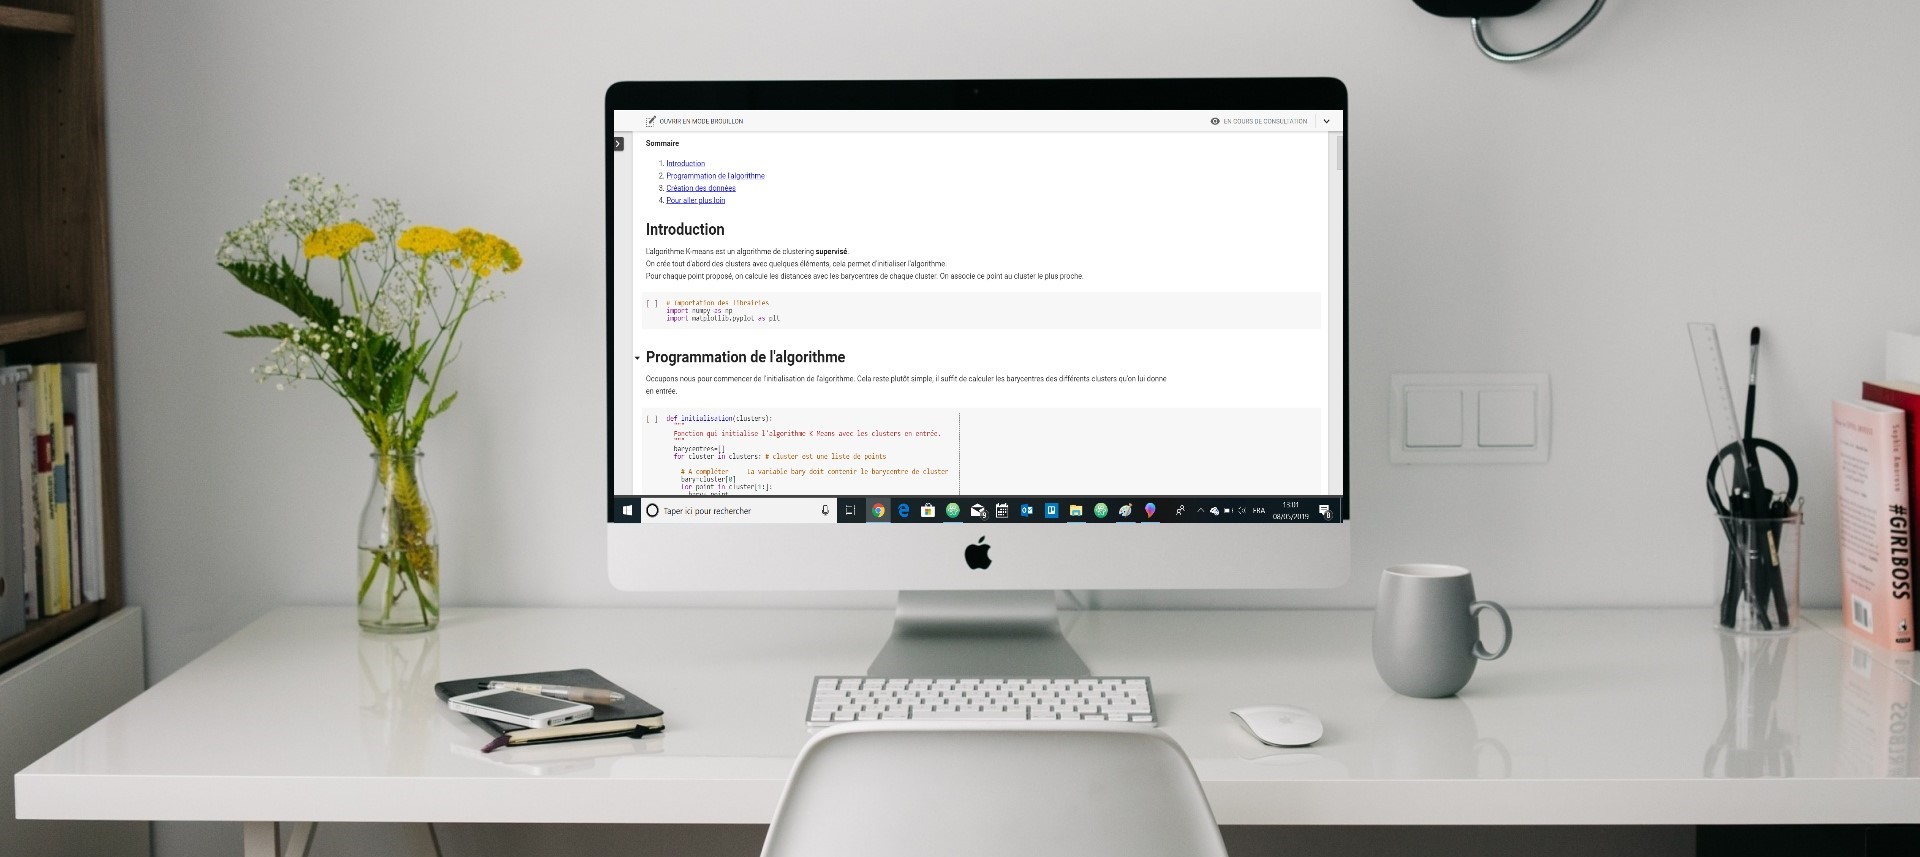 OUVRIR EN MODE BROUILLON
EN COURS DE CONSULTATION
Sommaire
1. Introduction
2. Programmation de l'algorithme
3. Création des données
4. Pour aller plus loin
Introduction
L'algorithme K-means est un algorithme de clustering supervisé.
On crée tout d'abord des clusters avec quelques éléments, cela permet d'initialiser l'algorithme.
Pour chaque point proposé, on calcule les distances avec les barycentres de chaque cluster. On associe ce point au cluster le plus proche.
[ ] # Importation des librairies
import numpy as np
import matplotlib.pyplot as plt
Programmation de l'algorithme
Occupons nous pour commencer de l'initialisation de l'algorithme. Cela reste plutôt simple, il suffit de calculer les barycentres des différents clusters qu'on lui donne
en entrée.
[ ] def initialisation(clusters):
"""
Fonction qui initialise l'algorithme K Means avec les clusters en entrée.
"""
barycentres=[]
for cluster in clusters: # cluster est une liste de points
# A compléter la variable bary doit contenir le barycentre de cluster
bary=cluster[0]
for point in cluster[1:]:
Taper ici pour rechercher
9
FRA
13:01
08/05/2019
8
#GIRLBOSS